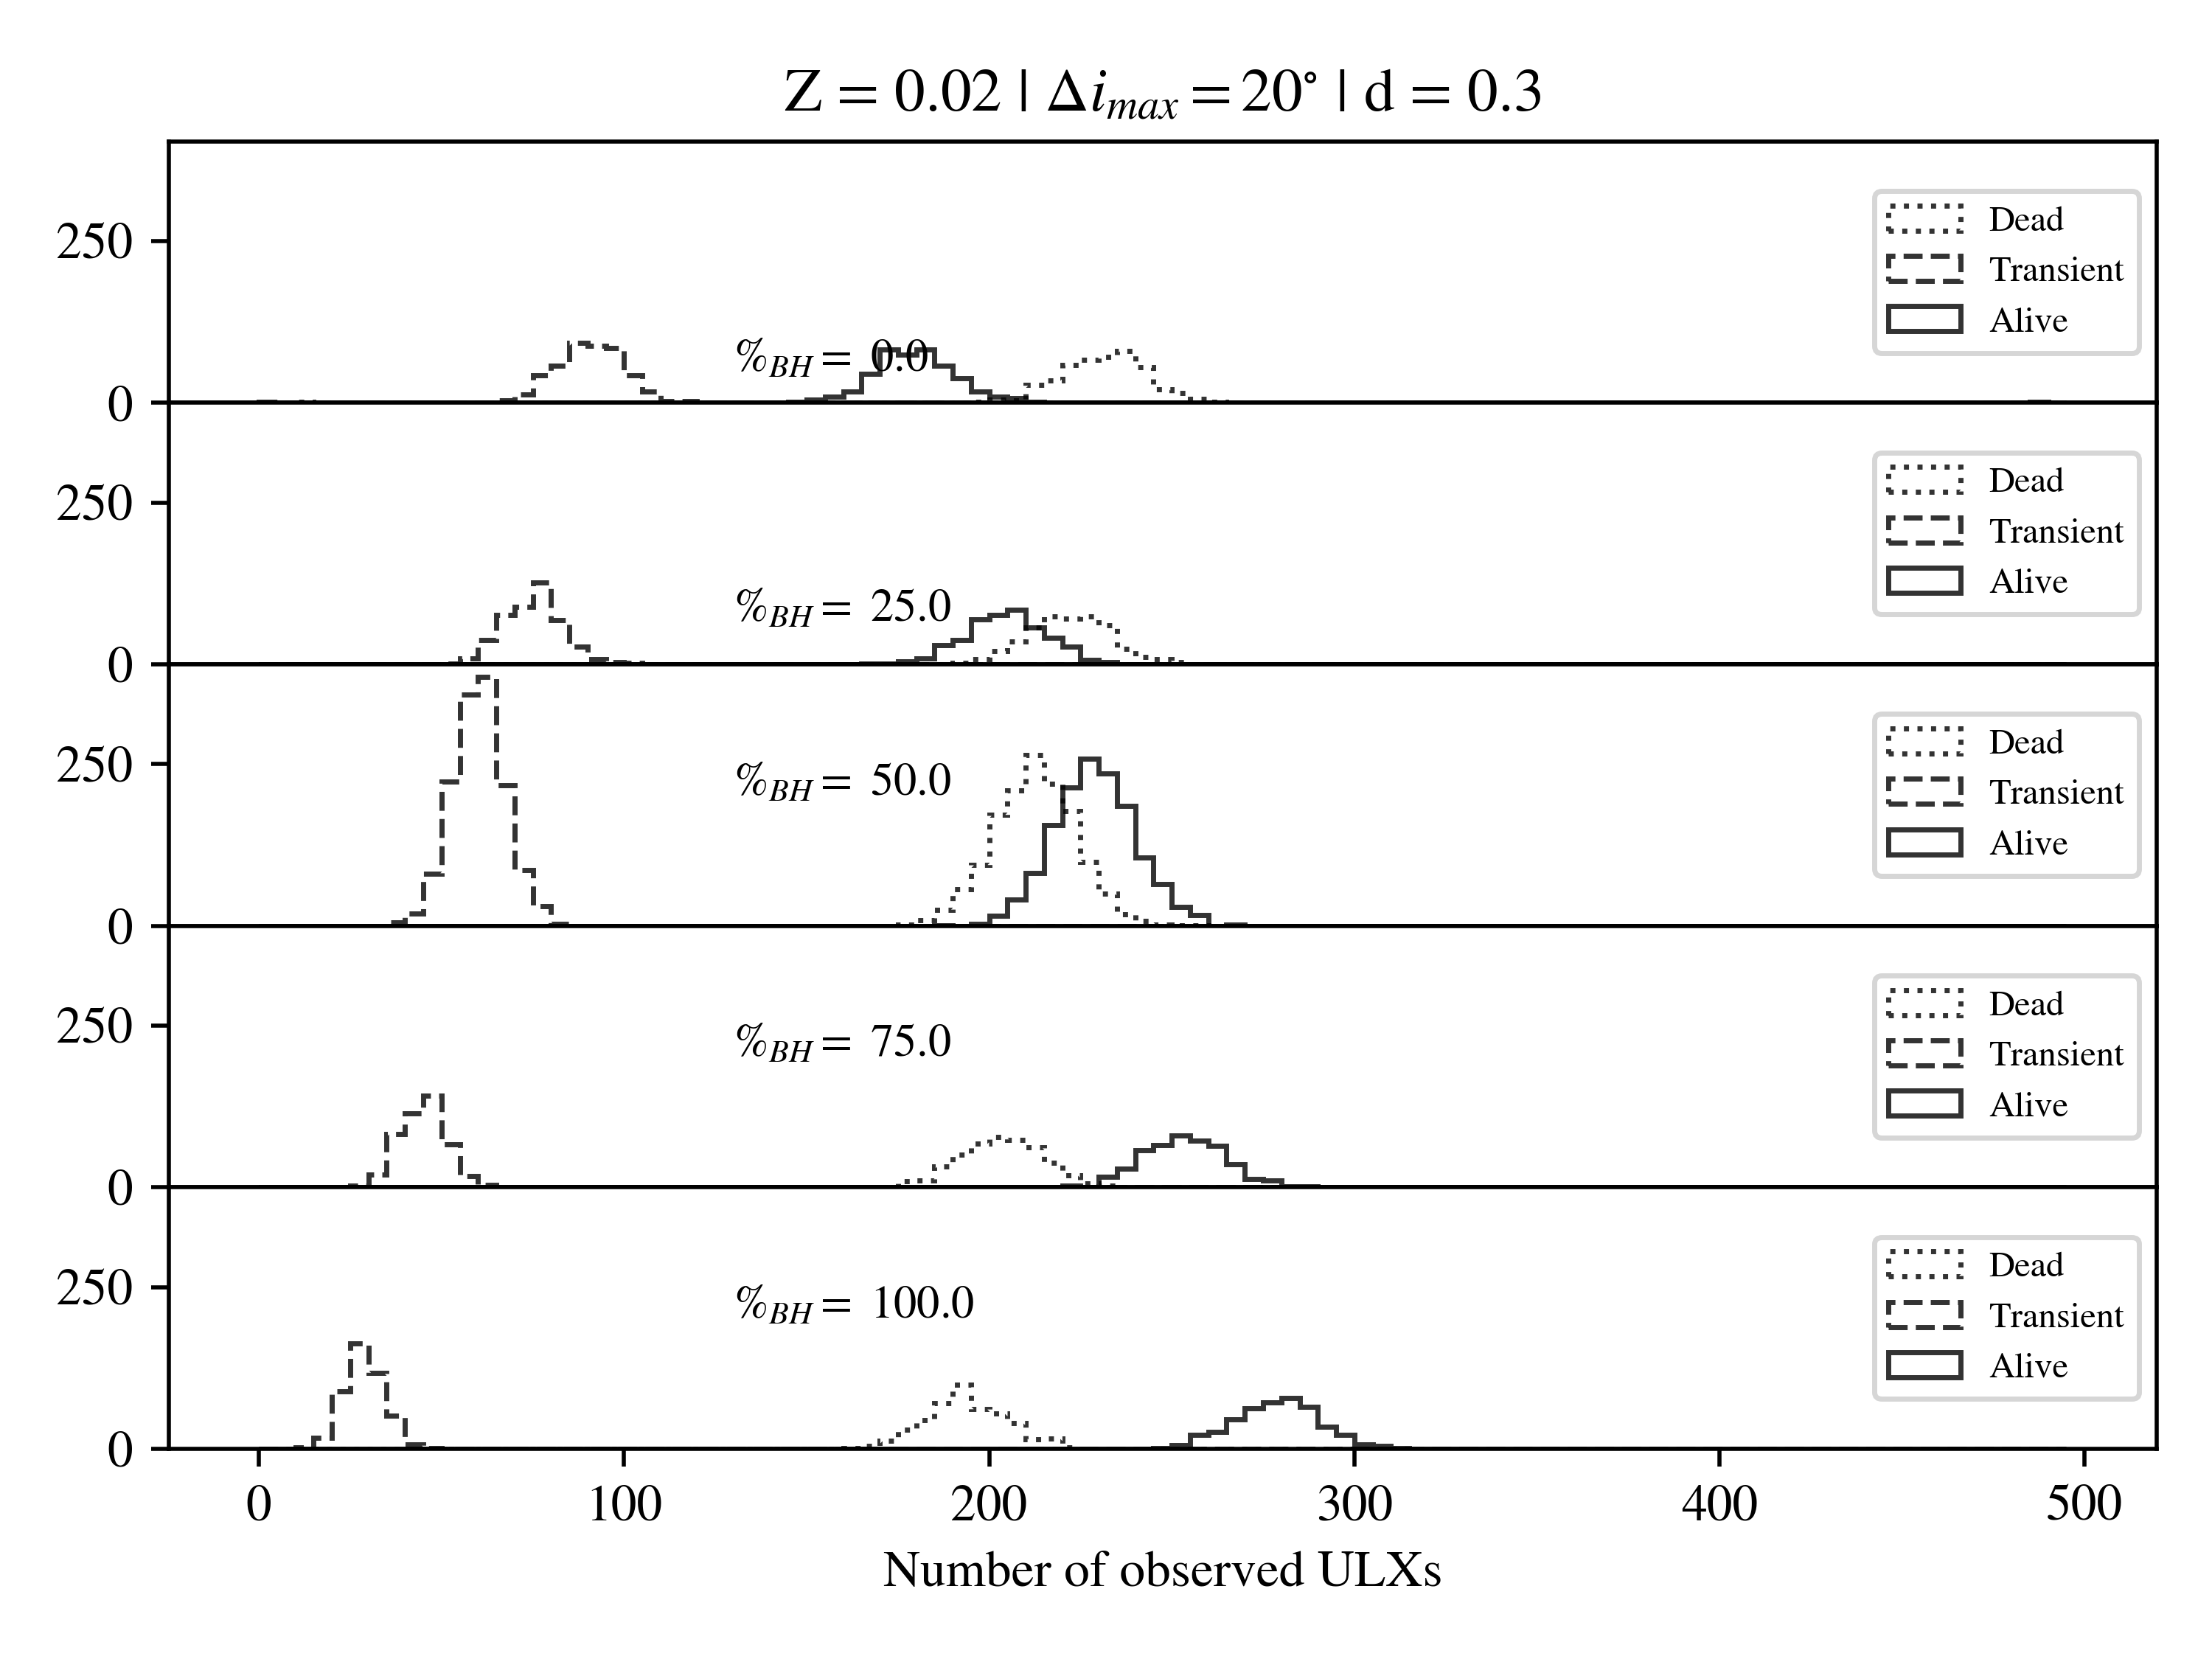 Z = 0.02 | Δi_max = 20° | d = 0.3
250
0
%_BH = 0.0
Dead
Transient
Alive
250
0
%_BH = 25.0
Dead
Transient
Alive
250
0
%_BH = 50.0
Dead
Transient
Alive
250
0
%_BH = 75.0
Dead
Transient
Alive
250
0
%_BH = 100.0
Dead
Transient
Alive
0 100 200 300 400 500
Number of observed ULXs